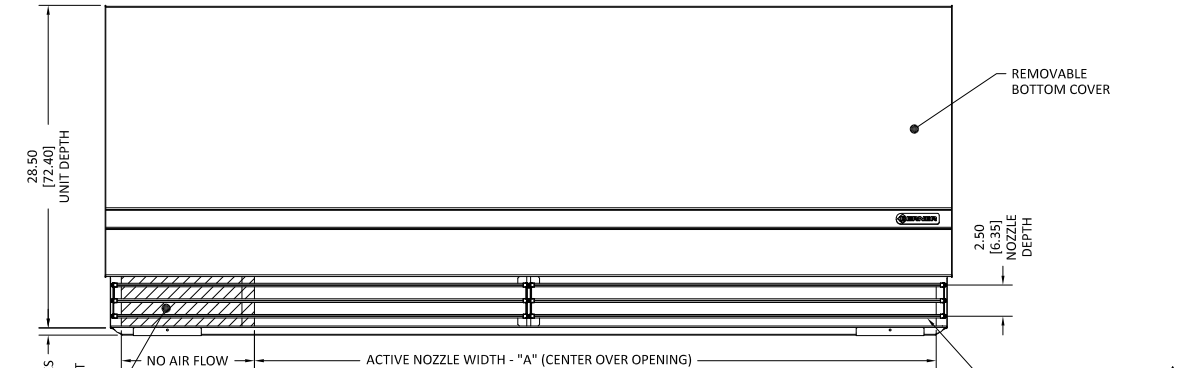 REMOVABLE
BOTTOM COVER
28.50
[72.40]
UNIT DEPTH
BERNER
2.50
[6.35]
NOZZLE
DEPTH
NO AIR FLOW
ACTIVE NOZZLE WIDTH - "A" (CENTER OVER OPENING)